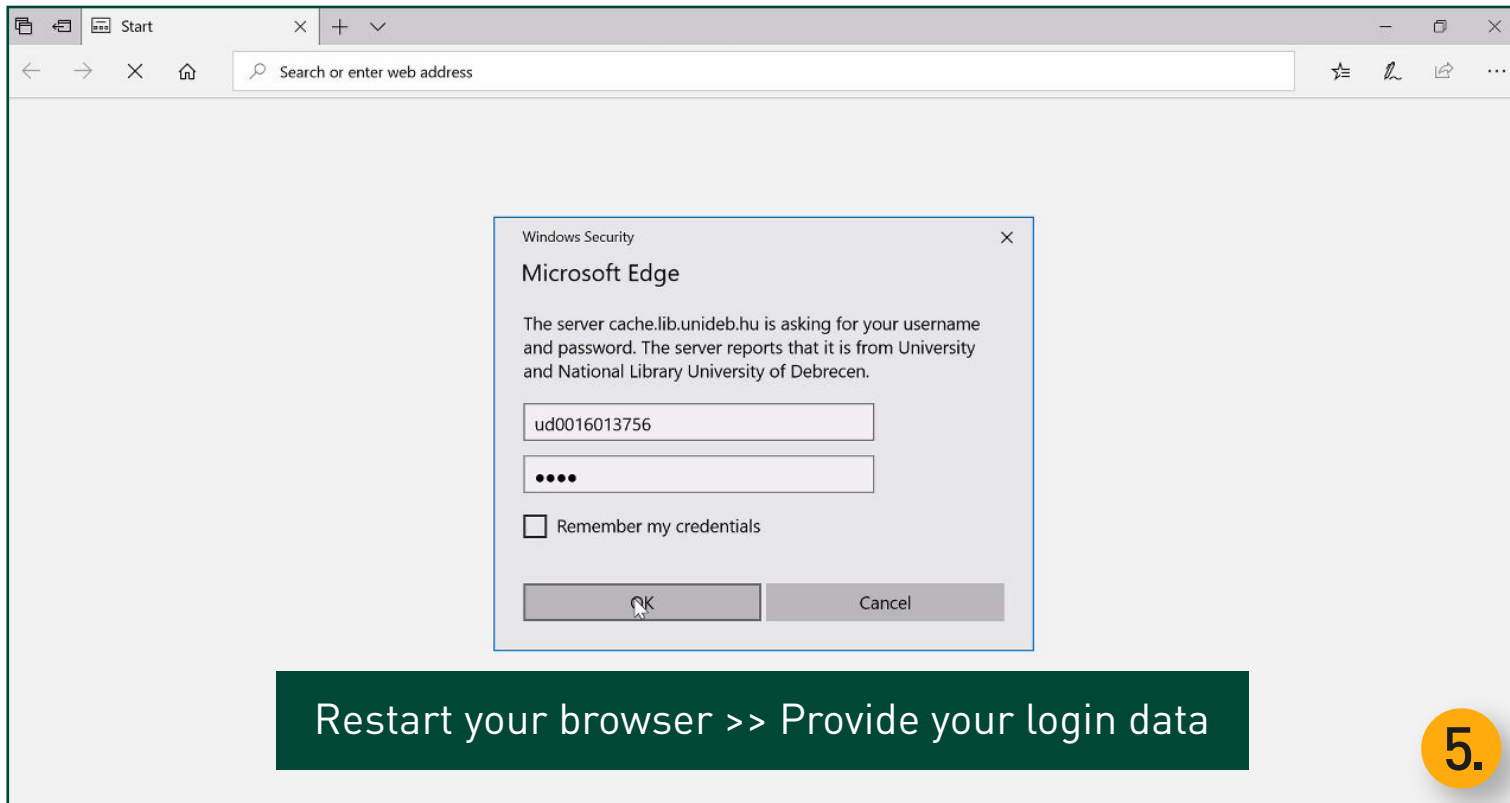 Start
Search or enter web address
Windows Security
Microsoft Edge
The server cache.lib.unideb.hu is asking for your username
and password. The server reports that it is from University
and National Library University of Debrecen.
ud0016013756
••••
Remember my credentials
OK Cancel
Restart your browser >> Provide your login data
5.